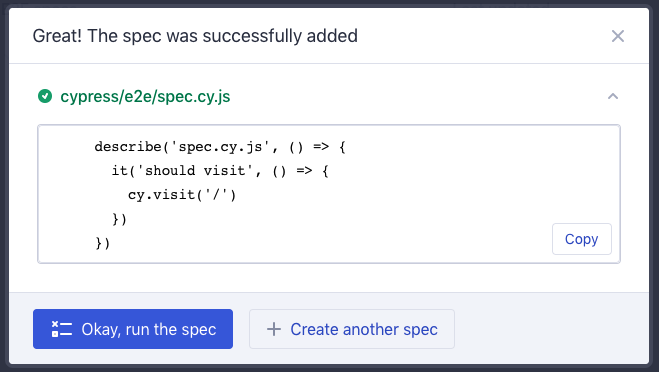 Great! The spec was successfully added
cypress/e2e/spec.cy.js
describe('spec.cy.js', () => {
  it('should visit', () => {
    cy.visit('/')
  })
})
Copy
Okay, run the spec
Create another spec